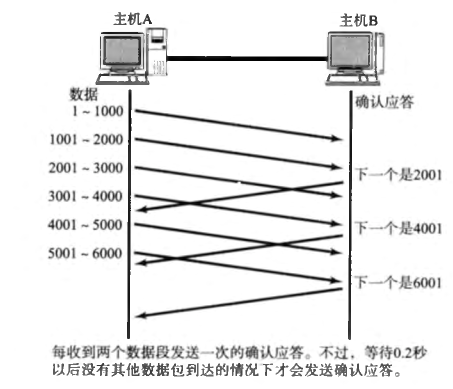 主机A
主机B
数据
确认应答
1~1000
1001~2000
2001~3000
下一个是2001
3001~4000
4001~5000
下一个是4001
5001~6000
下一个是6001
每收到两个数据段发送一次的确认应答。不过，等待0.2秒
以后没有其他数据包到达的情况下才会发送确认应答。